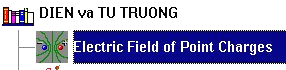 DIEN va TU TRUONG
Electric Field of Point Charges